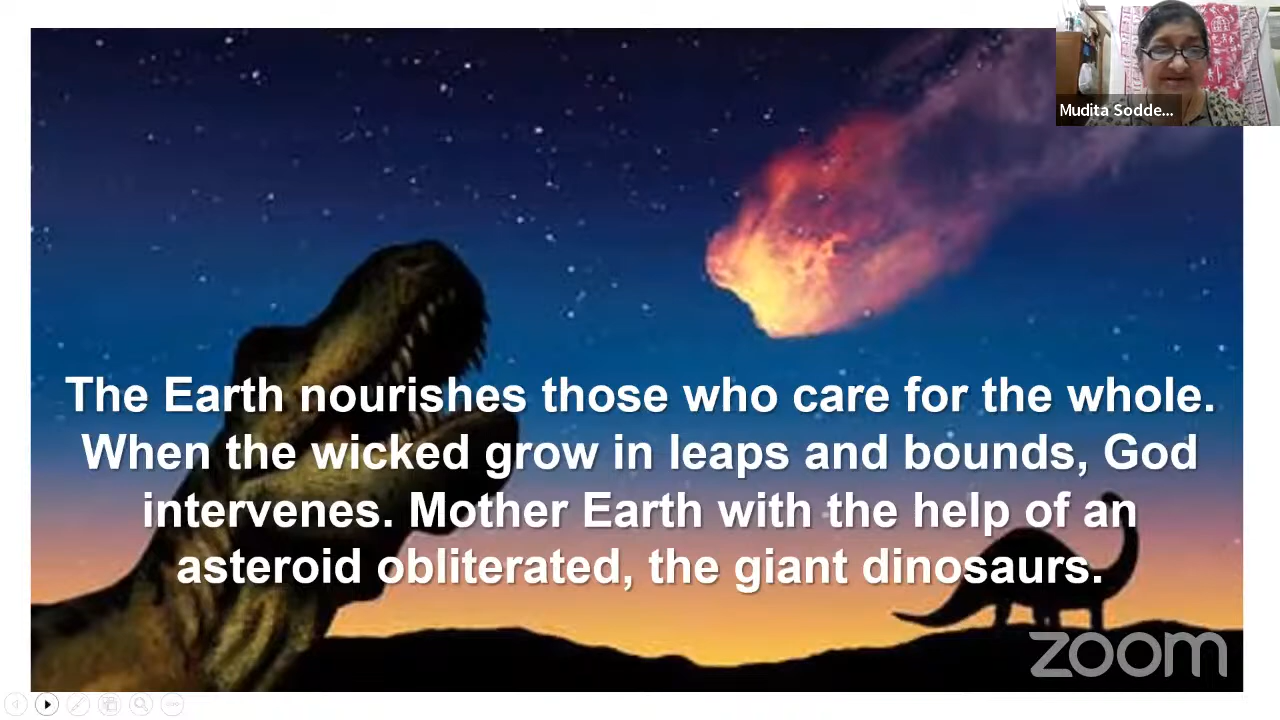 Mudita Sodde...
The Earth nourishes those who care for the whole.
When the wicked grow in leaps and bounds, God
intervenes. Mother Earth with the help of an
asteroid obliterated, the giant dinosaurs.
zoom